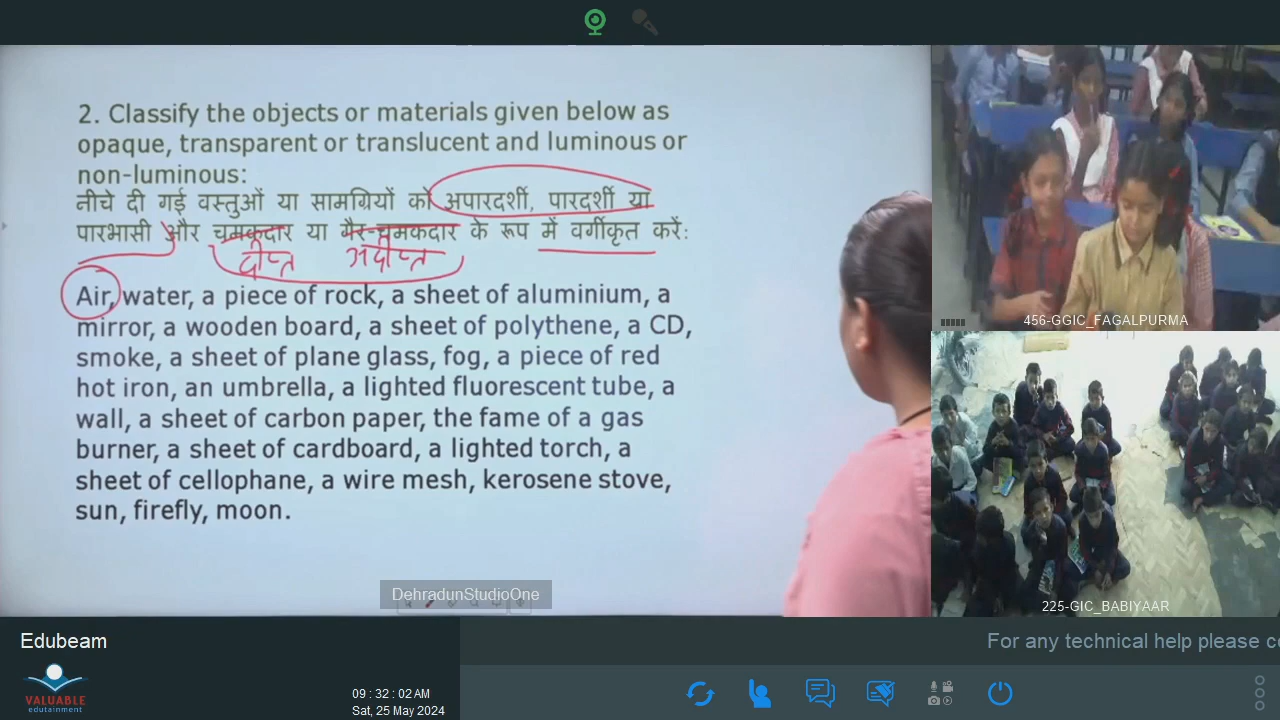 2. Classify the objects or materials given below as
opaque, transparent or translucent and luminous or
non-luminous:
नीचे दी गई वस्तुओं या सामग्रियों को अपारदर्शी, पारदर्शी या
पारभासी और चमकदार या गैर-चमकदार के रूप में वर्गीकृत करें:
दीप्त अदीप्त
Air, water, a piece of rock, a sheet of aluminium, a
mirror, a wooden board, a sheet of polythene, a CD,
smoke, a sheet of plane glass, fog, a piece of red
hot iron, an umbrella, a lighted fluorescent tube, a
wall, a sheet of carbon paper, the fame of a gas
burner, a sheet of cardboard, a lighted torch, a
sheet of cellophane, a wire mesh, kerosene stove,
sun, firefly, moon.
DehradunStudioOne
456-GGIC_FAGALPURMA
225-GIC_BABIYAAR
Edubeam
VALUABLE
edutainment
09 : 32 : 02 AM
Sat, 25 May 2024
For any technical help please c